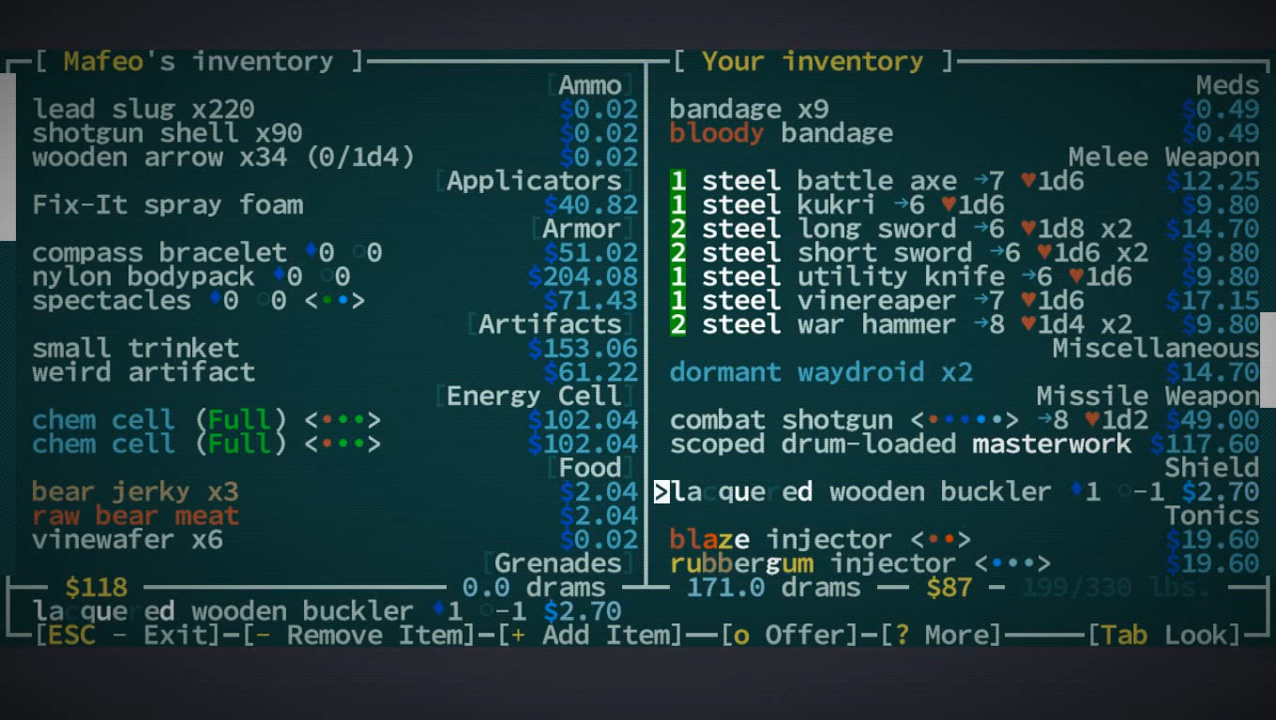 [ Mafeo's inventory ]
[Ammo]
lead slug x220 $0.02
shotgun shell x90 $0.02
wooden arrow x34 (0/1d4) $0.02
[Applicators]
Fix-It spray foam $40.82
[Armor]
compass bracelet ♦0 ○0 $51.02
nylon bodypack ♦0 ○0 $204.08
spectacles ♦0 ○0 <••> $71.43
[Artifacts]
small trinket $153.06
weird artifact $61.22
[Energy Cell]
chem cell (Full) <•••> $102.04
chem cell (Full) <•••> $102.04
[Food]
bear jerky x3 $2.04
raw bear meat $2.04
vinewafer x6 $0.02
[Grenades]
$118 0.0 drams
[ Your inventory ]
Meds
bandage x9 $0.49
bloody bandage $0.49
Melee Weapon
1 steel battle axe →7 ♥1d6 $12.25
1 steel kukri →6 ♥1d6 $9.80
2 steel long sword →6 ♥1d8 x2 $14.70
2 steel short sword →6 ♥1d6 x2 $9.80
1 steel utility knife →6 ♥1d6 $9.80
1 steel vinereaper →7 ♥1d6 $17.15
2 steel war hammer →8 ♥1d4 x2 $9.80
Miscellaneous
dormant waydroid x2 $14.70
Missile Weapon
combat shotgun <•••••> →8 ♥1d2 $49.00
scoped drum-loaded masterwork $117.60
Shield
>lacquered wooden buckler ♦1 ○-1 $2.70
Tonics
blaze injector <••> $19.60
rubbergum injector <•••> $19.60
171.0 drams — $87 — 199/330 lbs.
lacquered wooden buckler ♦1 ○-1 $2.70
[ESC - Exit]-[- Remove Item]-[+ Add Item]-[o Offer]-[? More] [Tab Look]